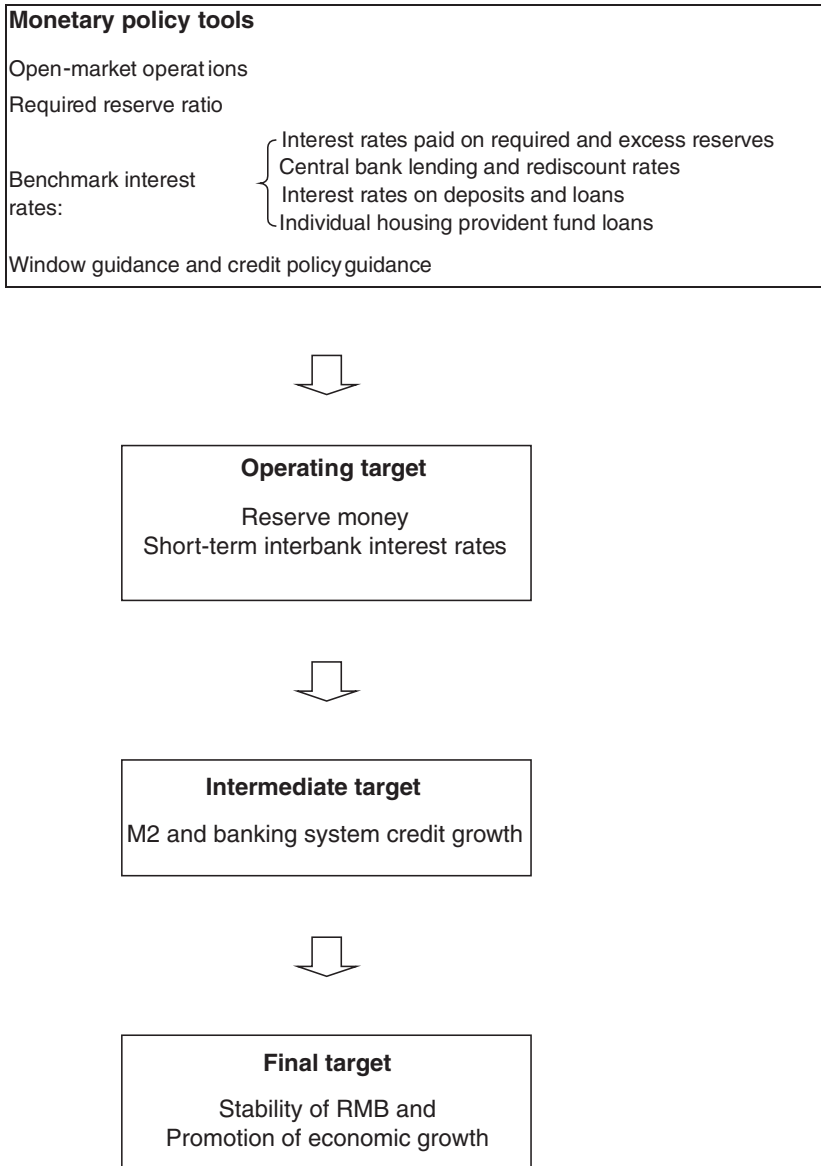 Monetary policy tools
Open-market operations
Required reserve ratio
Benchmark interest
rates:
Interest rates paid on required and excess reserves
Central bank lending and rediscount rates
Interest rates on deposits and loans
Individual housing provident fund loans
Window guidance and credit policy guidance
Operating target
Reserve money
Short-term interbank interest rates
Intermediate target
M2 and banking system credit growth
Final target
Stability of RMB and
Promotion of economic growth